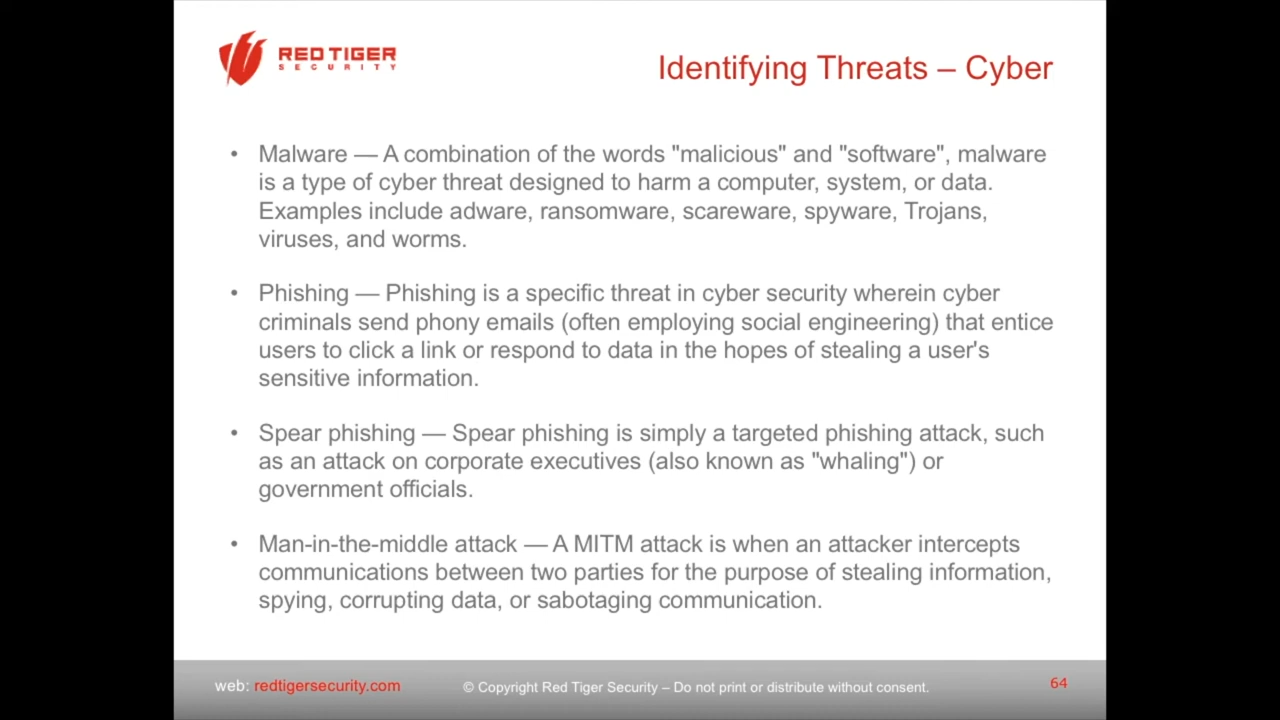 RED TIGER
SECURITY
Identifying Threats – Cyber
• Malware — A combination of the words "malicious" and "software", malware
is a type of cyber threat designed to harm a computer, system, or data.
Examples include adware, ransomware, scareware, spyware, Trojans,
viruses, and worms.
• Phishing — Phishing is a specific threat in cyber security wherein cyber
criminals send phony emails (often employing social engineering) that entice
users to click a link or respond to data in the hopes of stealing a user's
sensitive information.
• Spear phishing — Spear phishing is simply a targeted phishing attack, such
as an attack on corporate executives (also known as "whaling") or
government officials.
• Man-in-the-middle attack — A MITM attack is when an attacker intercepts
communications between two parties for the purpose of stealing information,
spying, corrupting data, or sabotaging communication.
web: redtigersecurity.com
© Copyright Red Tiger Security – Do not print or distribute without consent.
64